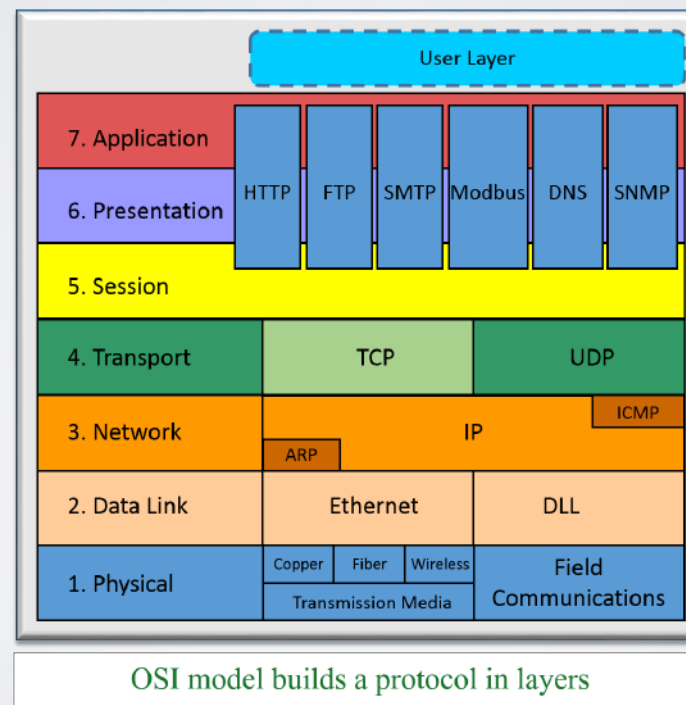 User Layer
7. Application
HTTP FTP SMTP Modbus DNS SNMP
6. Presentation
5. Session
4. Transport TCP UDP
ICMP
3. Network IP
ARP
2. Data Link Ethernet DLL
Copper Fiber Wireless
1. Physical
Transmission Media
Field
Communications
OSI model builds a protocol in layers